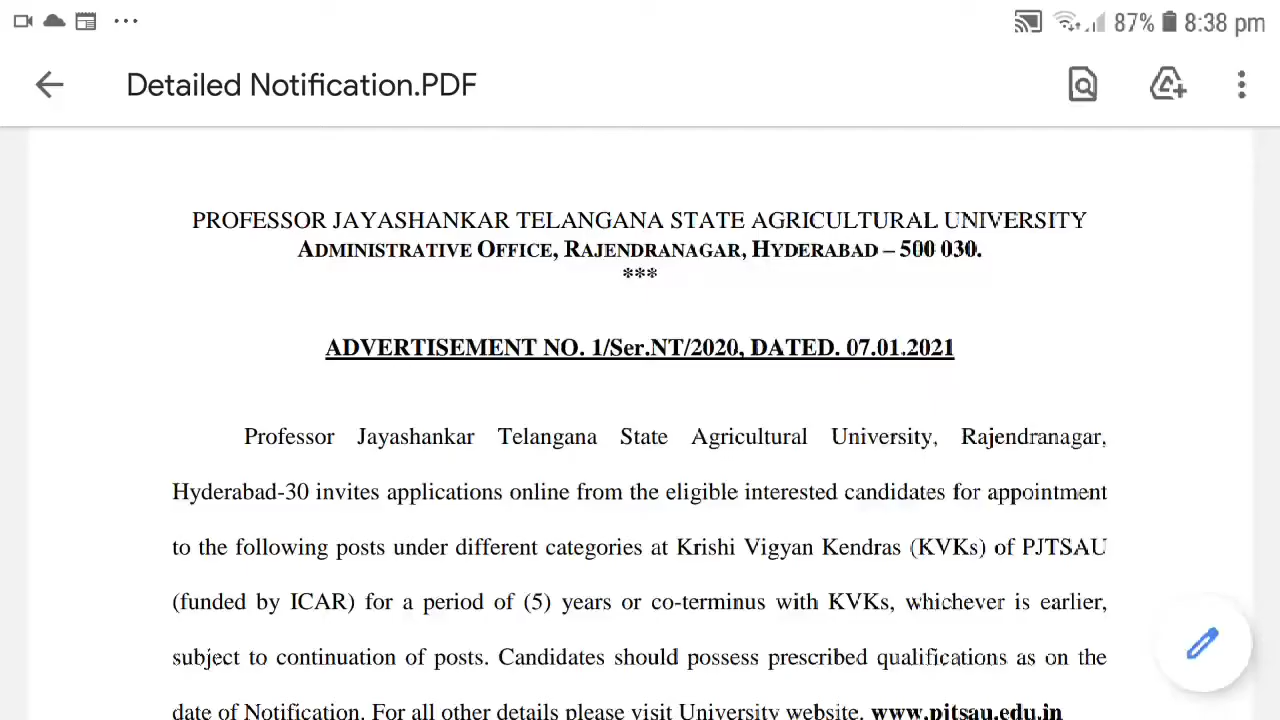 87% 8:38 pm
Detailed Notification.PDF
PROFESSOR JAYASHANKAR TELANGANA STATE AGRICULTURAL UNIVERSITY
ADMINISTRATIVE OFFICE, RAJENDRANAGAR, HYDERABAD – 500 030.
***
ADVERTISEMENT NO. 1/Ser.NT/2020, DATED. 07.01.2021
Professor Jayashankar Telangana State Agricultural University, Rajendranagar,
Hyderabad-30 invites applications online from the eligible interested candidates for appointment
to the following posts under different categories at Krishi Vigyan Kendras (KVKs) of PJTSAU
(funded by ICAR) for a period of (5) years or co-terminus with KVKs, whichever is earlier,
subject to continuation of posts. Candidates should possess prescribed qualifications as on the
date of Notification. For all other details please visit University website. www.pjtsau.edu.in